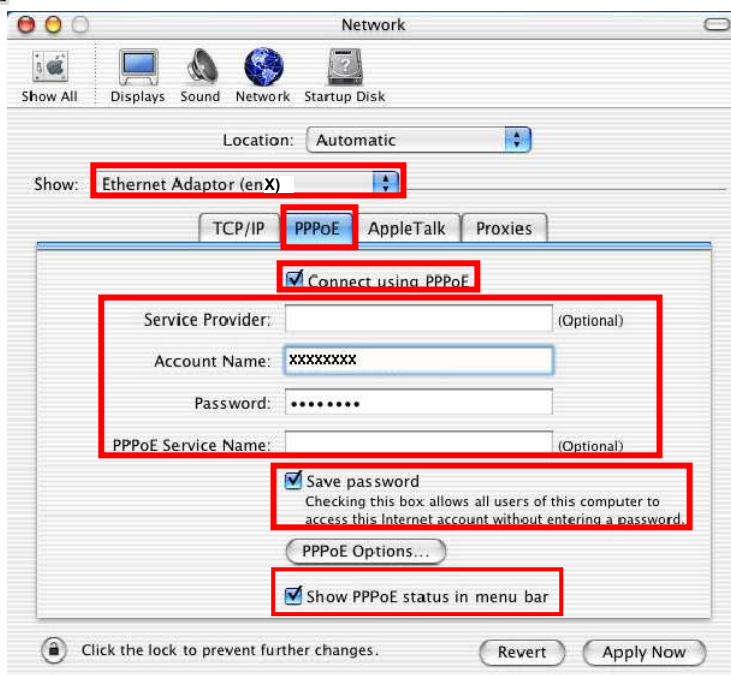 Network
Show All Displays Sound Network Startup Disk
Location: Automatic
Show: Ethernet Adaptor (enX)
TCP/IP PPPoE AppleTalk Proxies
Connect using PPPoE
Service Provider: (Optional)
Account Name: XXXXXXXX
Password: ••••••••
PPPoE Service Name: (Optional)
Save password
Checking this box allows all users of this computer to
access this Internet account without entering a password.
PPPoE Options...
Show PPPoE status in menu bar
Click the lock to prevent further changes. Revert Apply Now